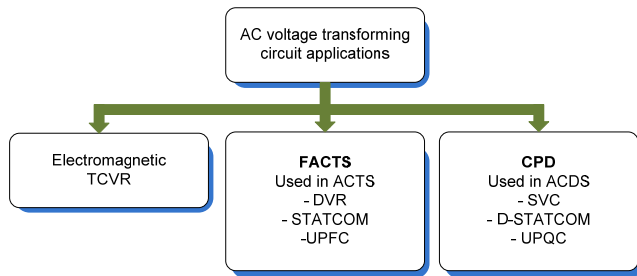 AC voltage transforming
circuit applications
Electromagnetic
TCVR
FACTS
Used in ACTS
- DVR
- STATCOM
-UPFC
CPD
Used in ACDS
- SVC
- D-STATCOM
- UPQC